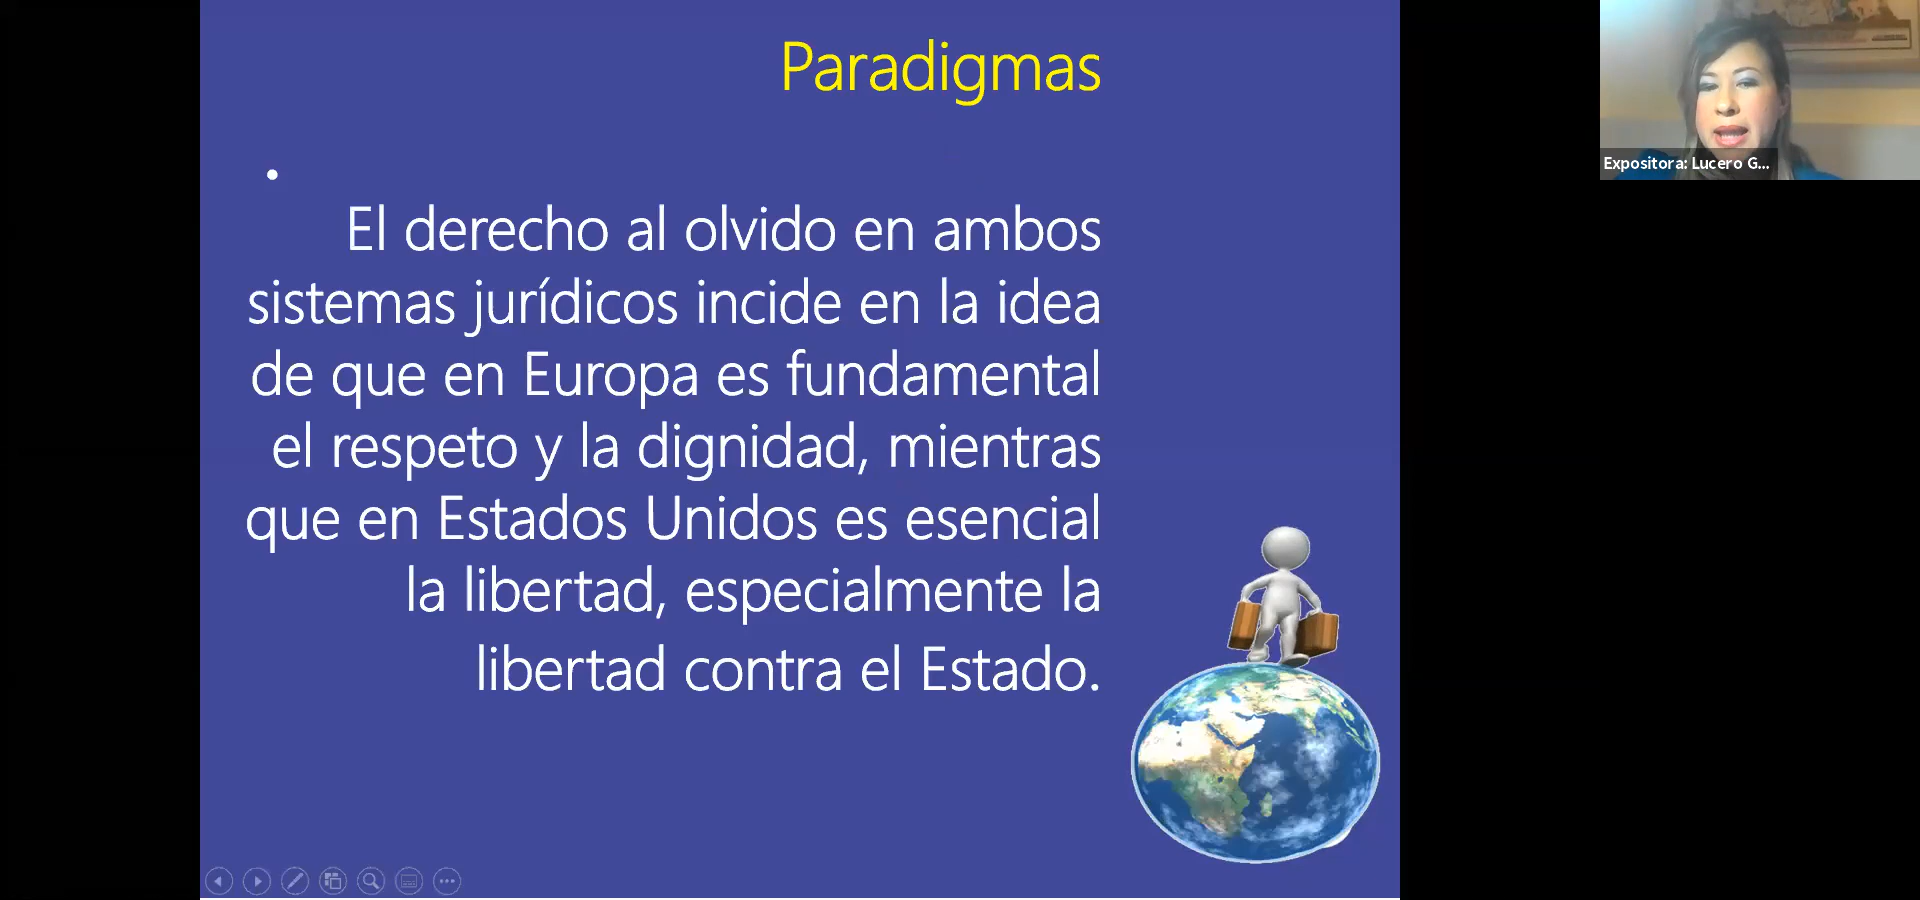 Paradigmas
•
El derecho al olvido en ambos
sistemas jurídicos incide en la idea
de que en Europa es fundamental
el respeto y la dignidad, mientras
que en Estados Unidos es esencial
la libertad, especialmente la
libertad contra el Estado.
Expositora: Lucero G...